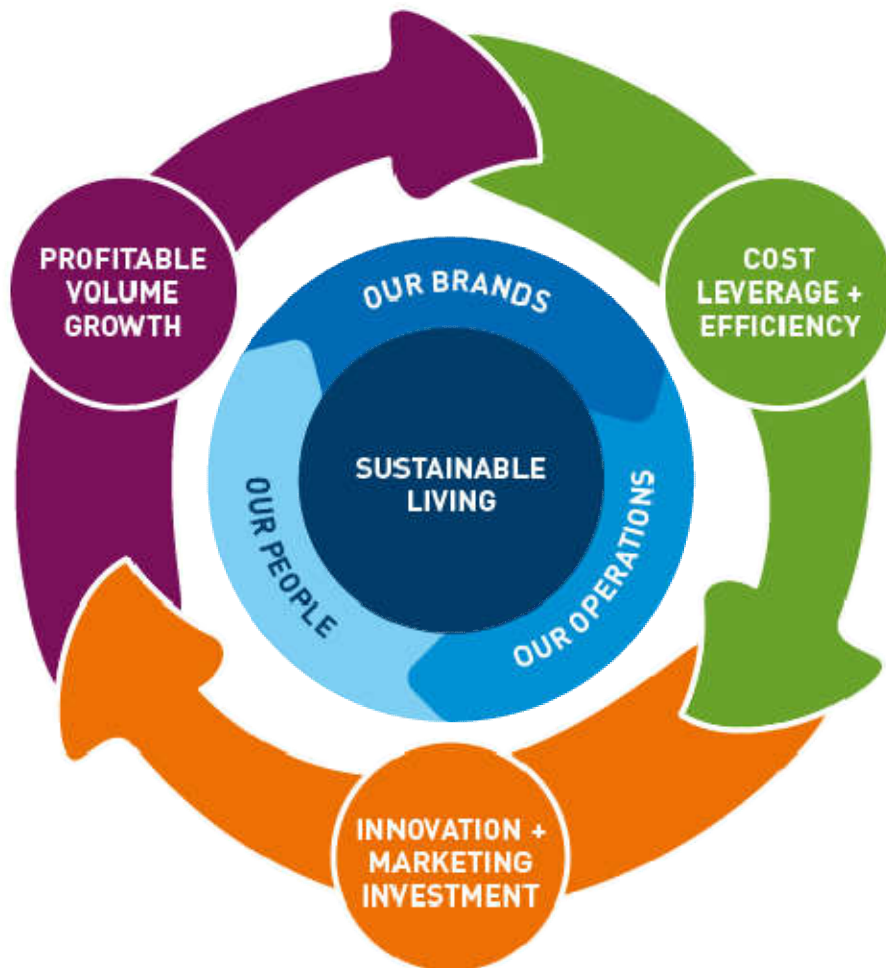 PROFITABLE
VOLUME
GROWTH
COST
LEVERAGE +
EFFICIENCY
OUR BRANDS
SUSTAINABLE
LIVING
OUR PEOPLE
OUR OPERATIONS
INNOVATION +
MARKETING
INVESTMENT